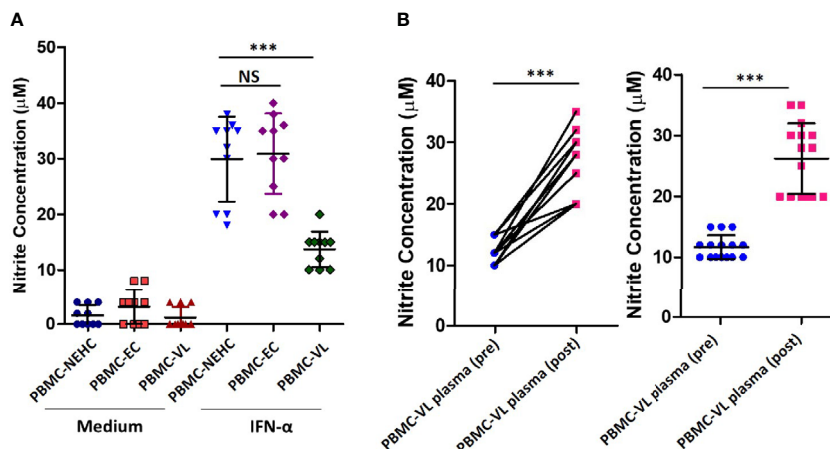 A
***
NS
Nitrite Concentration (μM)
50
40
30
20
10
0
PBMC-NEHC
PBMC-EC
PBMC-VL
PBMC-NEHC
PBMC-EC
PBMC-VL
Medium
IFN-α
B
***
Nitrite Concentration (μM)
40
30
20
10
0
PBMC-VL plasma (pre)
PBMC-VL plasma (post)
***
Nitrite Concentration (μM)
40
30
20
10
0
PBMC-VL plasma (pre)
PBMC-VL plasma (post)